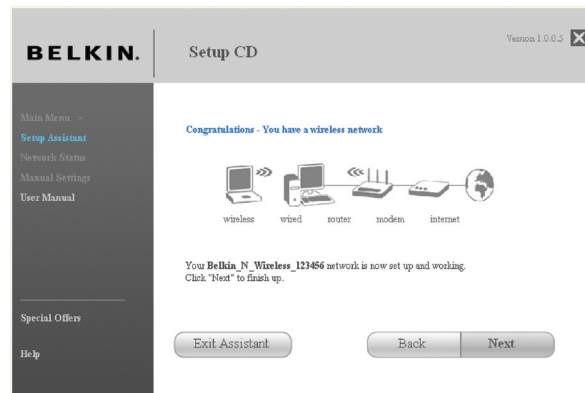 BELKIN.
Setup CD
Version 1.0.0.5
Main Menu >
Setup Assistant
Network Status
Manual Settings
User Manual
Special Offers
Help
Congratulations - You have a wireless network
wireless wired router modem internet
Your Belkin_N_Wireless_123456 network is now set up and working.
Click "Next" to finish up.
Exit Assistant
Back
Next